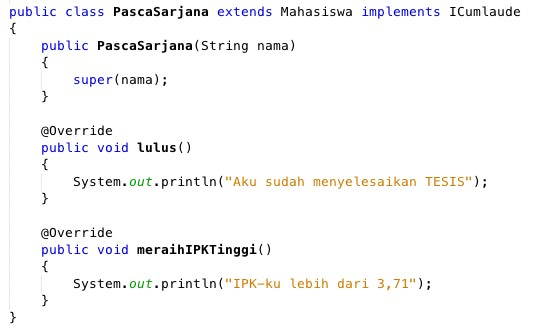 public class PascaSarjana extends Mahasiswa implements ICumlaude
{
    public PascaSarjana(String nama)
    {
        super(nama);
    }

    @Override
    public void lulus()
    {
        System.out.println("Aku sudah menyelesaikan TESIS");
    }

    @Override
    public void meraihIPKTinggi()
    {
        System.out.println("IPK-ku lebih dari 3,71");
    }
}